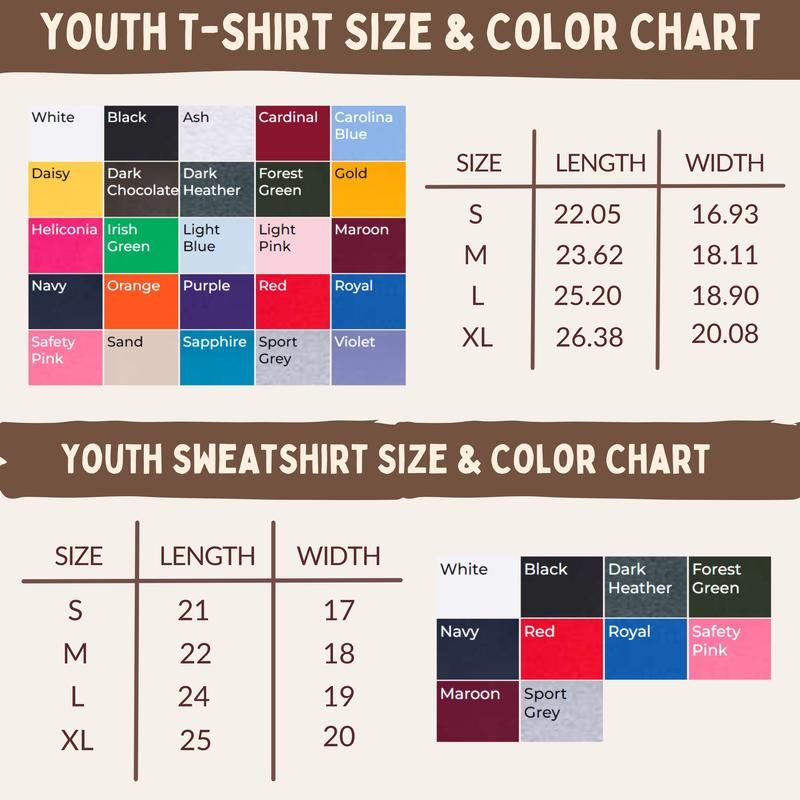 YOUTH T-SHIRT SIZE & COLOR CHART
White Black Ash Cardinal Carolina
Blue
Daisy Dark Dark Forest Gold
Chocolate Heather Green
Heliconia Irish Light Light Maroon
Green Blue Pink
Navy Orange Purple Red Royal
Safety Sand Sapphire Sport Violet
Pink Grey
SIZE LENGTH WIDTH
S 22.05 16.93
M 23.62 18.11
L 25.20 18.90
XL 26.38 20.08
YOUTH SWEATSHIRT SIZE & COLOR CHART
SIZE LENGTH WIDTH
S 21 17
M 22 18
L 24 19
XL 25 20
White Black Dark Forest
Heather Green
Navy Red Royal Safety
Pink
Maroon Sport
Grey